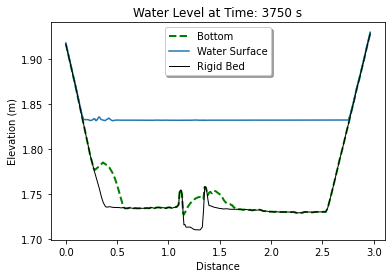 Water Level at Time: 3750 s
Bottom
Water Surface
Rigid Bed
Elevation (m)
1.90
1.85
1.80
1.75
1.70
0.0 0.5 1.0 1.5 2.0 2.5 3.0
Distance